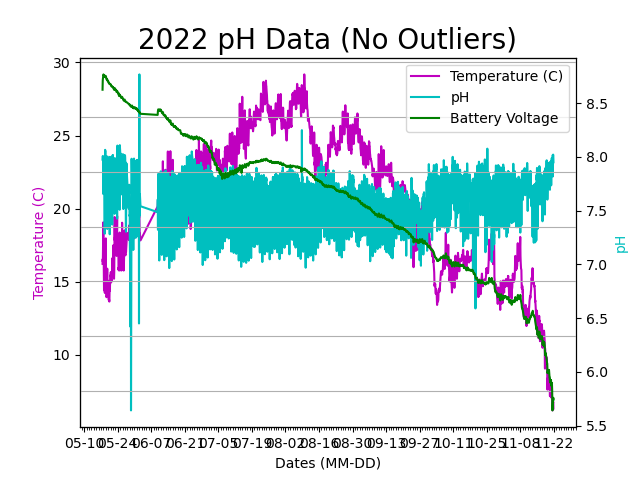 2022 pH Data (No Outliers)
Temperature (C)
pH
Battery Voltage
30
25
20
15
10
Temperature (C)
8.5
8.0
7.5
7.0
6.5
6.0
5.5
pH
05-10 05-24 06-07 06-21 07-05 07-19 08-02 08-16 08-30 09-13 09-27 10-11 10-25 11-08 11-22
Dates (MM-DD)